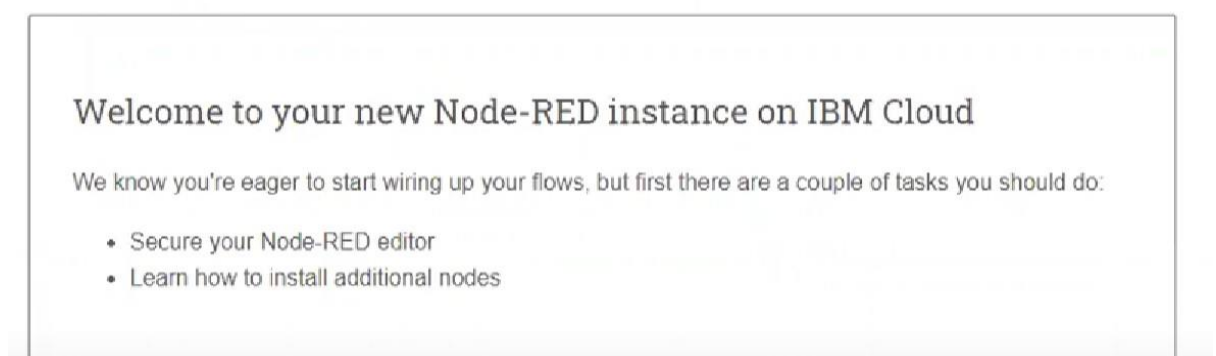 Welcome to your new Node-RED instance on IBM Cloud
We know you're eager to start wiring up your flows, but first there are a couple of tasks you should do:
• Secure your Node-RED editor
• Learn how to install additional nodes